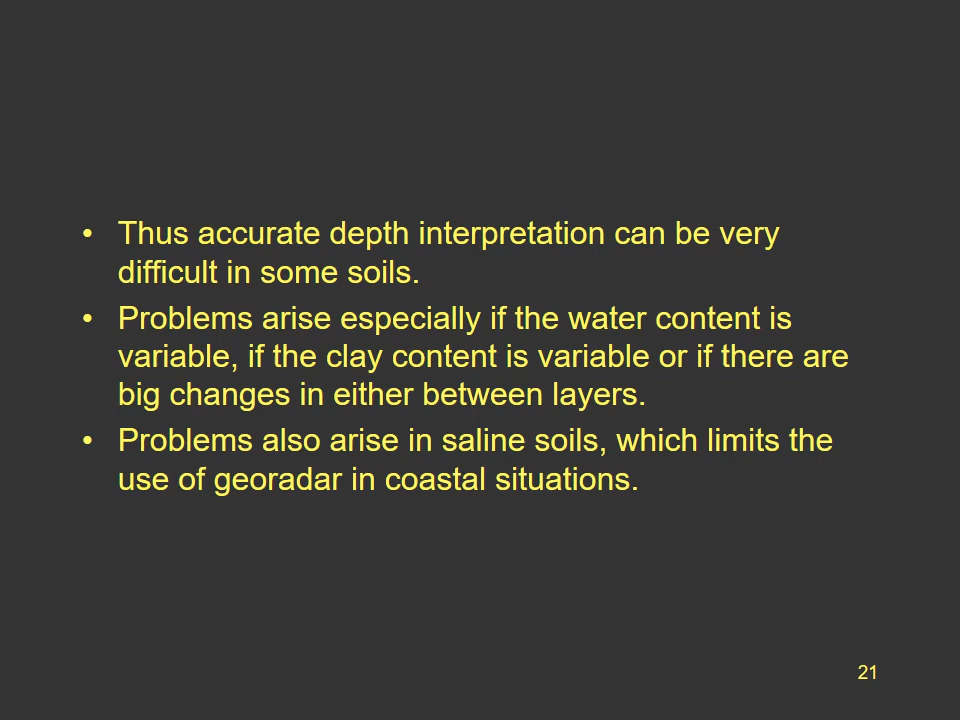 • Thus accurate depth interpretation can be very
difficult in some soils.
• Problems arise especially if the water content is
variable, if the clay content is variable or if there are
big changes in either between layers.
• Problems also arise in saline soils, which limits the
use of georadar in coastal situations.
21